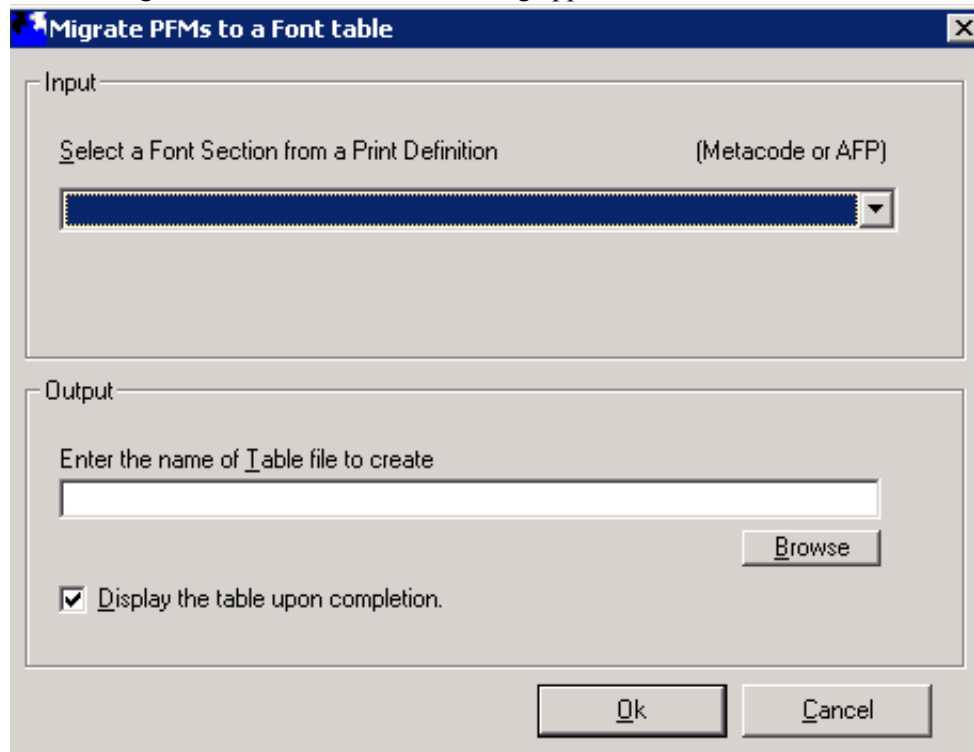 Migrate PFMs to a Font table
Input
Select a Font Section from a Print Definition (Metacode or AFP)
Output
Enter the name of Table file to create
Browse
Display the table upon completion.
Ok Cancel